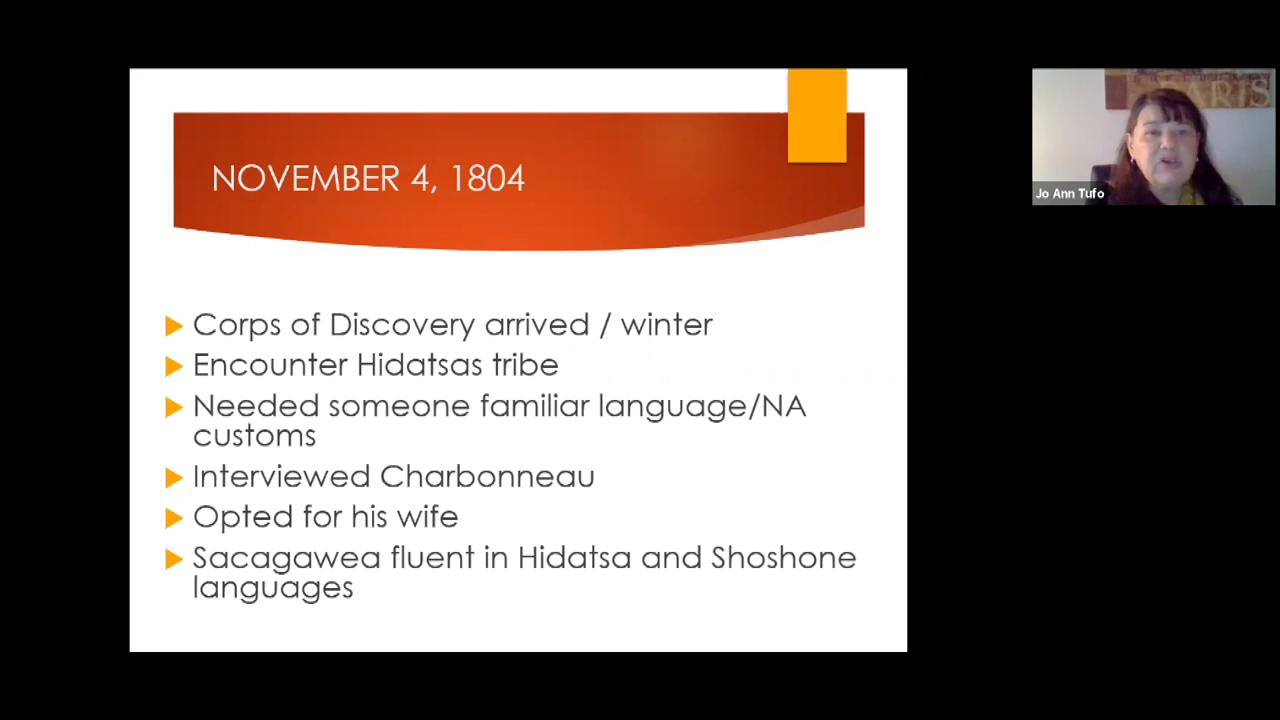 NOVEMBER 4, 1804
Corps of Discovery arrived / winter
Encounter Hidatsas tribe
Needed someone familiar language/NA
customs
Interviewed Charbonneau
Opted for his wife
Sacagawea fluent in Hidatsa and Shoshone
languages
PARIS
Jo Ann Tufo